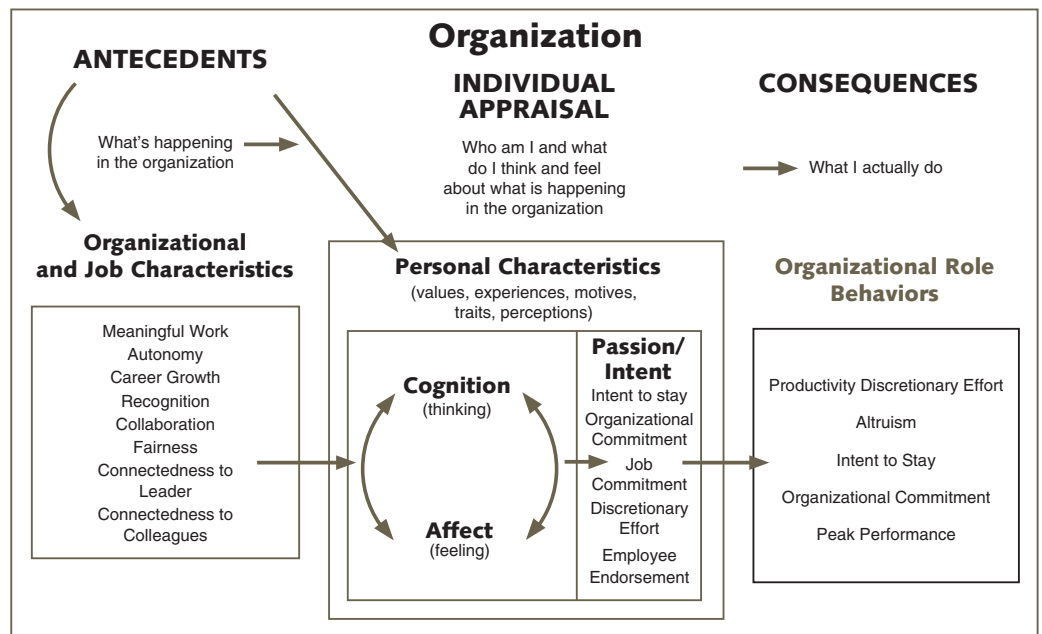 Organization
ANTECEDENTS
What's happening
in the organization
Organizational
and Job Characteristics
Meaningful Work
Autonomy
Career Growth
Recognition
Collaboration
Fairness
Connectedness to
Leader
Connectedness to
Colleagues
INDIVIDUAL
APPRAISAL
Who am I and what
do I think and feel
about what is happening
in the organization
Personal Characteristics
(values, experiences, motives,
traits, perceptions)
Cognition
(thinking)
Affect
(feeling)
Passion/
Intent
Intent to stay
Organizational
Commitment
Job
Commitment
Discretionary
Effort
Employee
Endorsement
CONSEQUENCES
What I actually do
Organizational Role
Behaviors
Productivity Discretionary Effort
Altruism
Intent to Stay
Organizational Commitment
Peak Performance